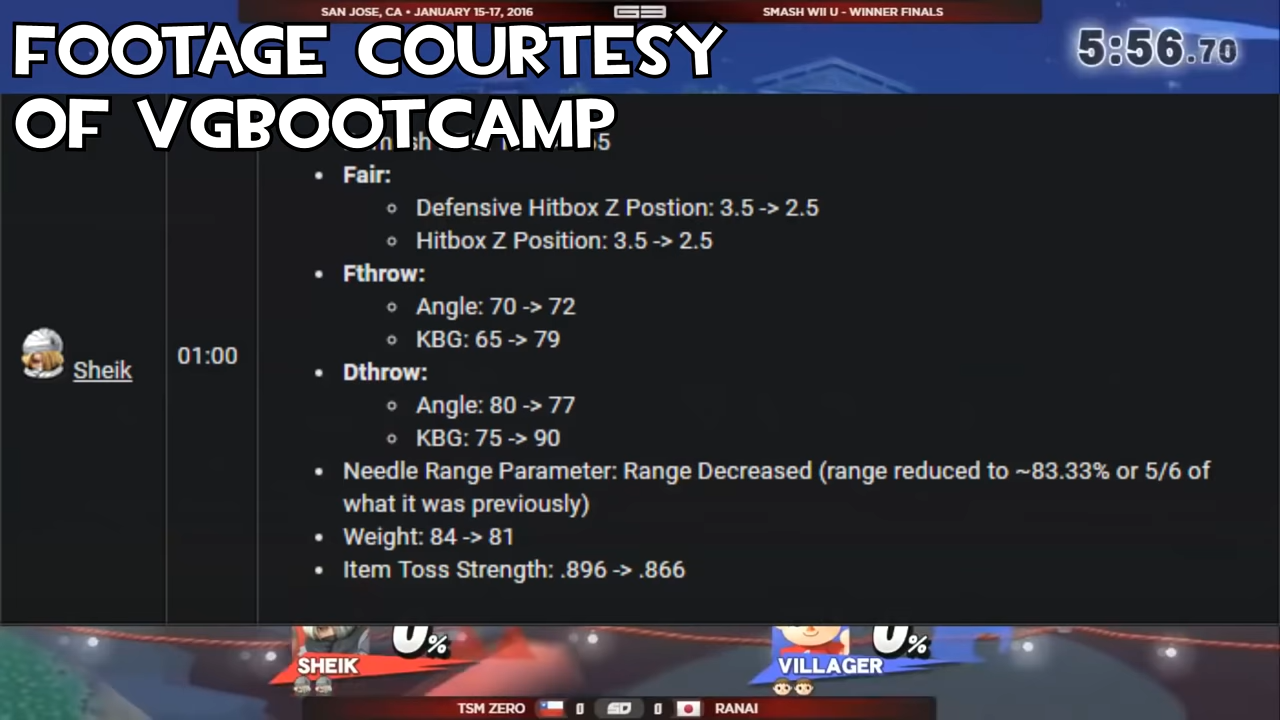 SAN JOSE, CA • JANUARY 15-17, 2016
SMASH WII U - WINNER FINALS
FOOTAGE COURTESY
OF VGBOOTCAMP
5:56.70
Fair:
Defensive Hitbox Z Postion: 3.5 -> 2.5
Hitbox Z Position: 3.5 -> 2.5
Fthrow:
Angle: 70 -> 72
KBG: 65 -> 79
Sheik
01:00
Dthrow:
Angle: 80 -> 77
KBG: 75 -> 90
Needle Range Parameter: Range Decreased (range reduced to ~83.33% or 5/6 of
what it was previously)
Weight: 84 -> 81
Item Toss Strength: .896 -> .866
0%
SHEIK
0%
VILLAGER
TSM ZERO 0 0 RANAI